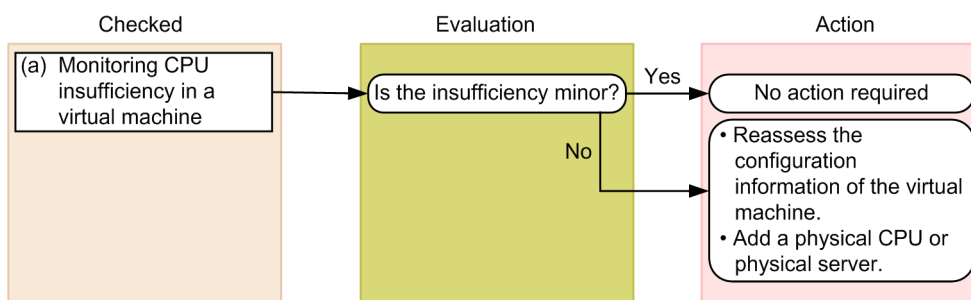 Checked
Evaluation
Action
(a) Monitoring CPU
insufficiency in a
virtual machine
Is the insufficiency minor?
Yes
No action required
No
• Reassess the
configuration
information of the virtual
machine.
• Add a physical CPU or
physical server.